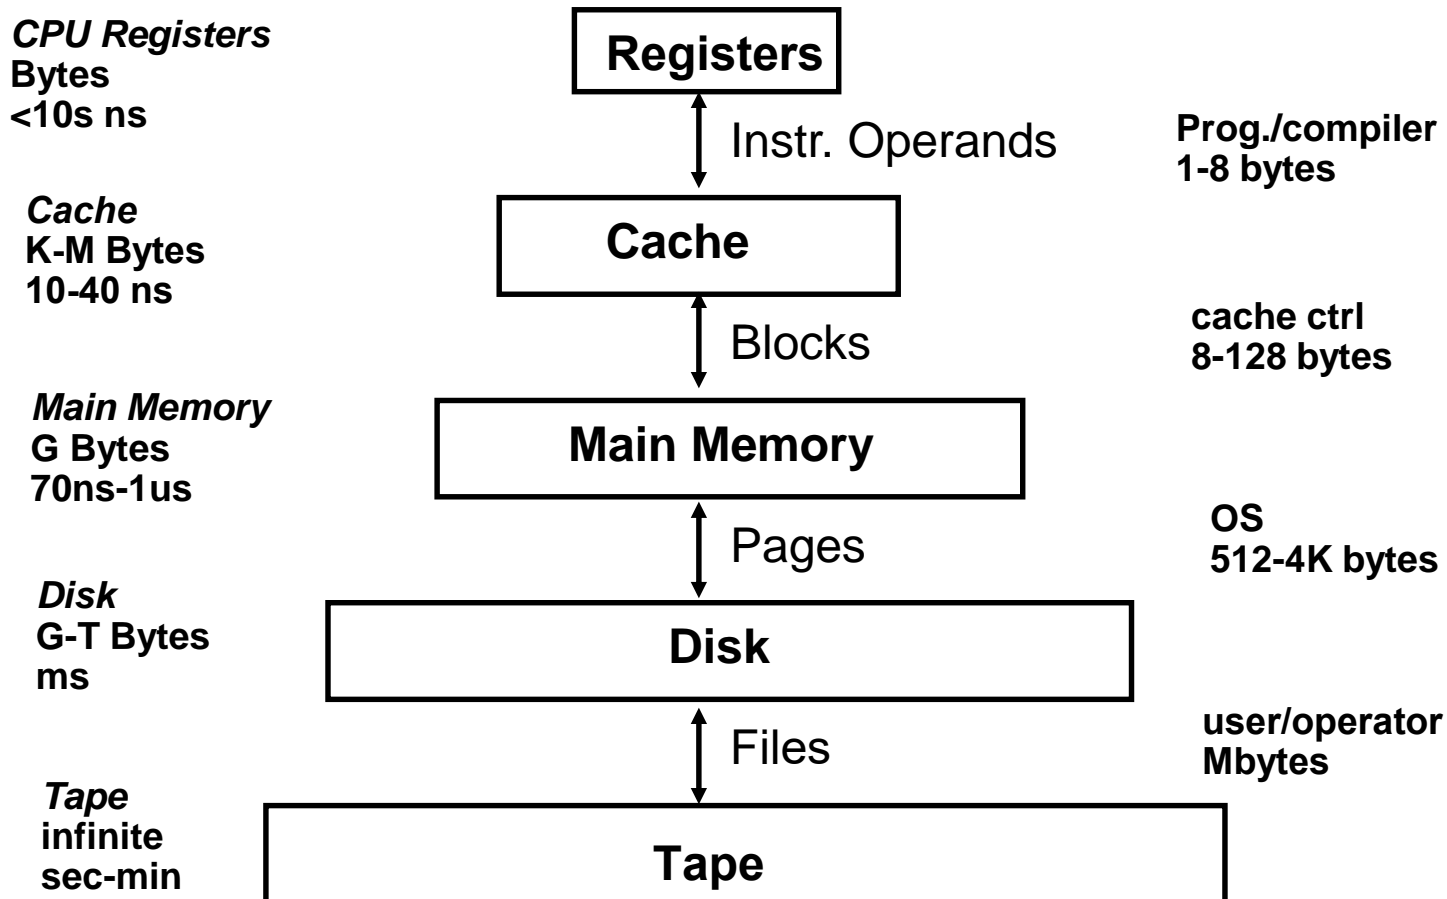 CPU Registers
Bytes
<10s ns
Registers
Instr. Operands
Prog./compiler
1-8 bytes
Cache
K-M Bytes
10-40 ns
Cache
Blocks
cache ctrl
8-128 bytes
Main Memory
G Bytes
70ns-1us
Main Memory
Pages
OS
512-4K bytes
Disk
G-T Bytes
ms
Disk
Files
user/operator
Mbytes
Tape
infinite
sec-min
Tape